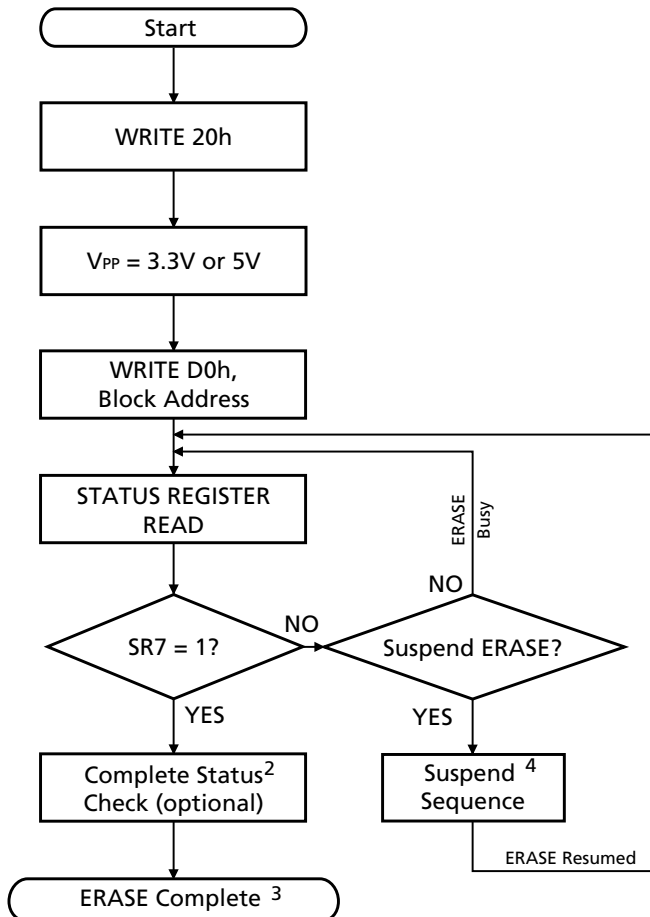 Start
WRITE 20h
VPP = 3.3V or 5V
WRITE D0h,
Block Address
STATUS REGISTER
READ
ERASE
Busy
NO
NO
SR7 = 1?
Suspend ERASE?
YES
YES
Complete Status2
Check (optional)
Suspend 4
Sequence
ERASE Resumed
ERASE Complete 3